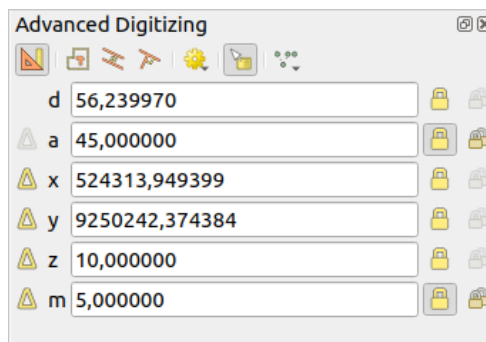 Advanced Digitizing
d 56,239970
a 45,000000
x 524313,949399
y 9250242,374384
z 10,000000
m 5,000000